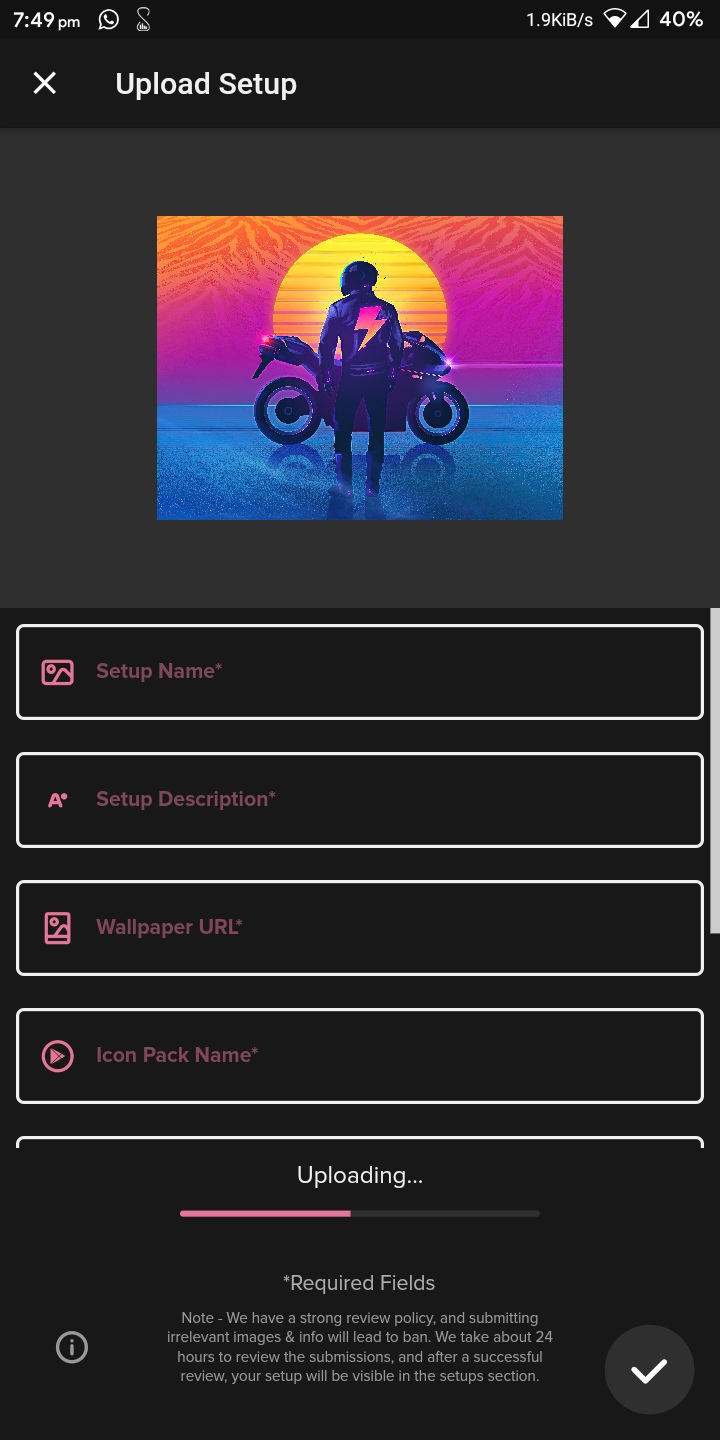 7:49 pm 1.9KiB/s 40%
Upload Setup
Setup Name*
Setup Description*
Wallpaper URL*
Icon Pack Name*
Uploading...
*Required Fields
Note - We have a strong review policy, and submitting
irrelevant images & info will lead to ban. We take about 24
hours to review the submissions, and after a successful
review, your setup will be visible in the setups section.